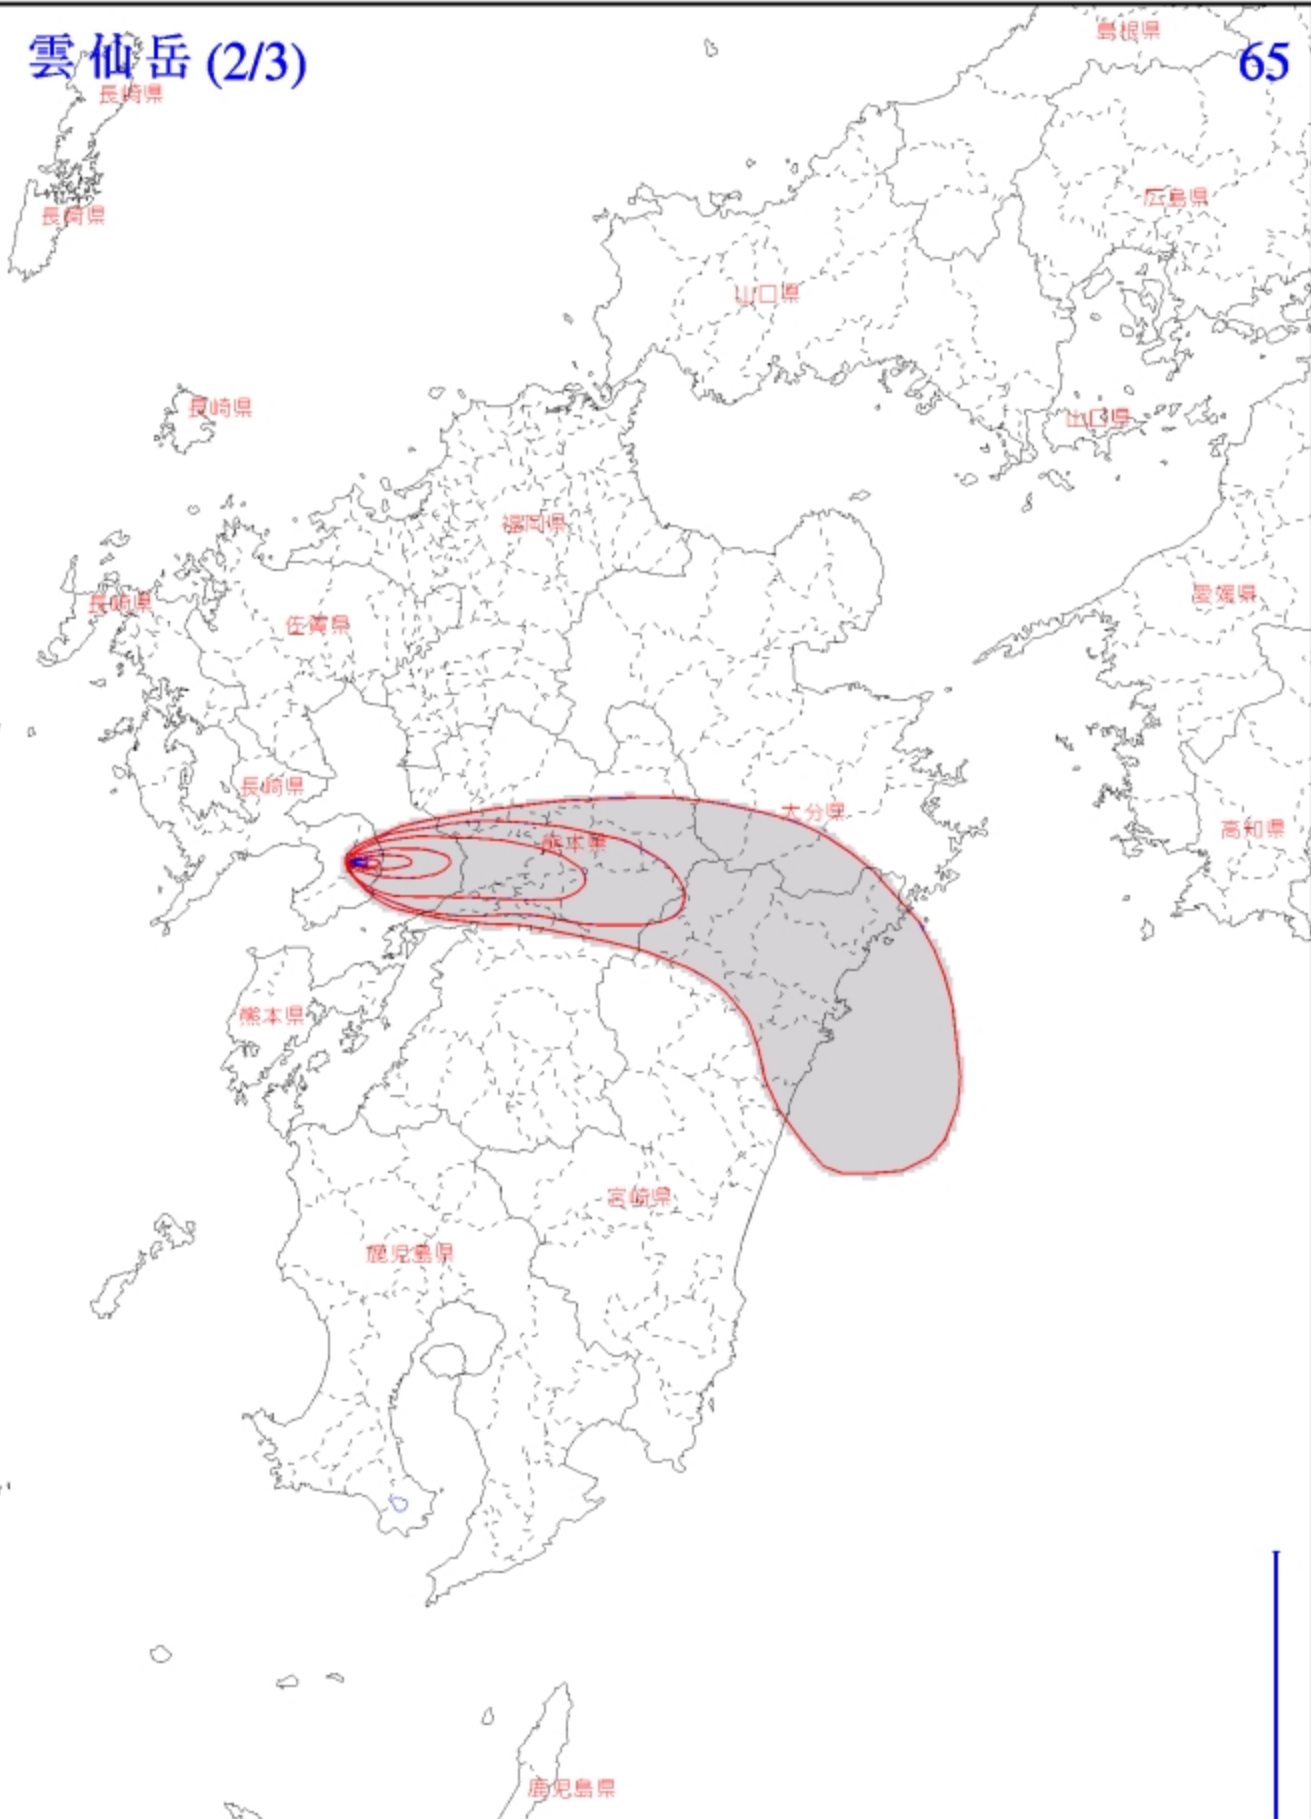 雲仙岳 (2/3)
65
島根県
長崎県
広島県
長崎県
山口県
長崎県
山口県
福岡県
愛媛県
長崎県
佐賀県
長崎県
大分県
高知県
熊本県
熊本県
宮崎県
鹿児島県
鹿児島県